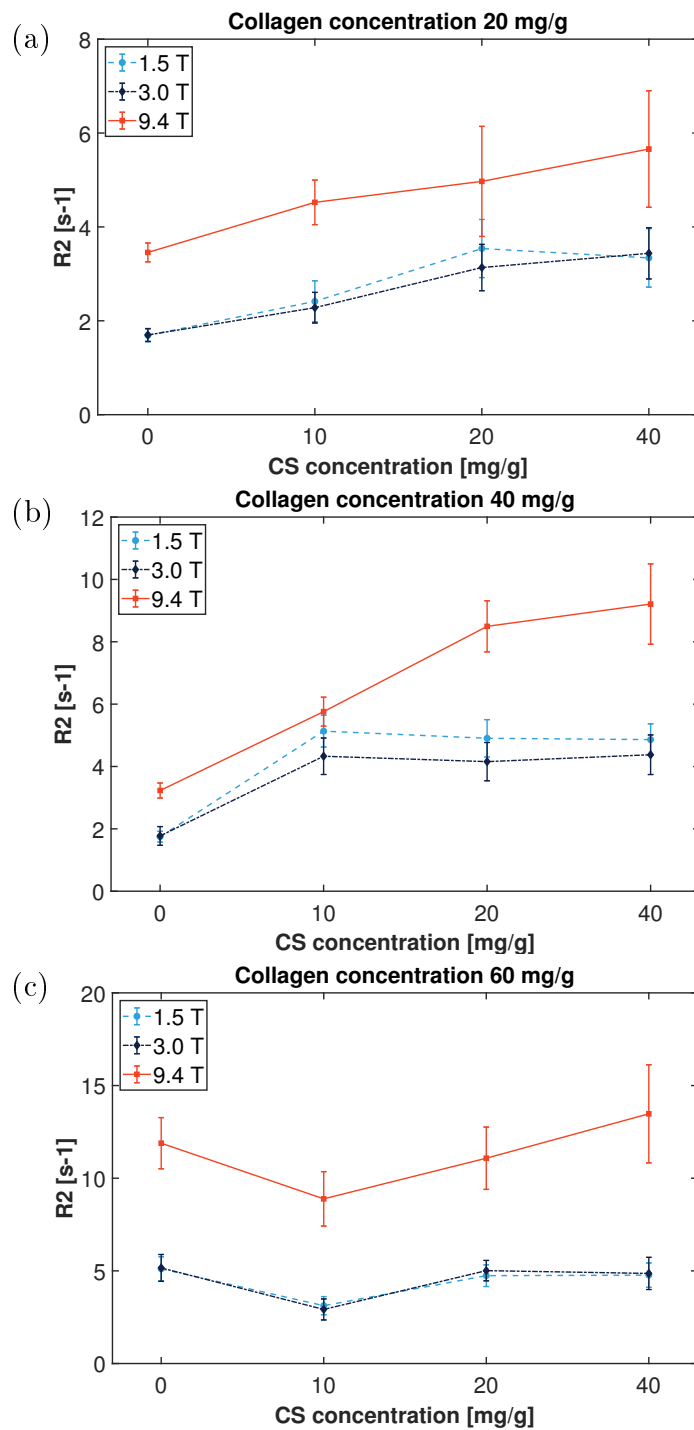 (a)
Collagen concentration 20 mg/g
8
6
4
2
0
R2 [s-1]
1.5 T
3.0 T
9.4 T
0 10 20 40
CS concentration [mg/g]
(b)
Collagen concentration 40 mg/g
12
10
8
6
4
2
0
R2 [s-1]
1.5 T
3.0 T
9.4 T
0 10 20 40
CS concentration [mg/g]
(c)
Collagen concentration 60 mg/g
20
15
10
5
0
R2 [s-1]
1.5 T
3.0 T
9.4 T
0 10 20 40
CS concentration [mg/g]